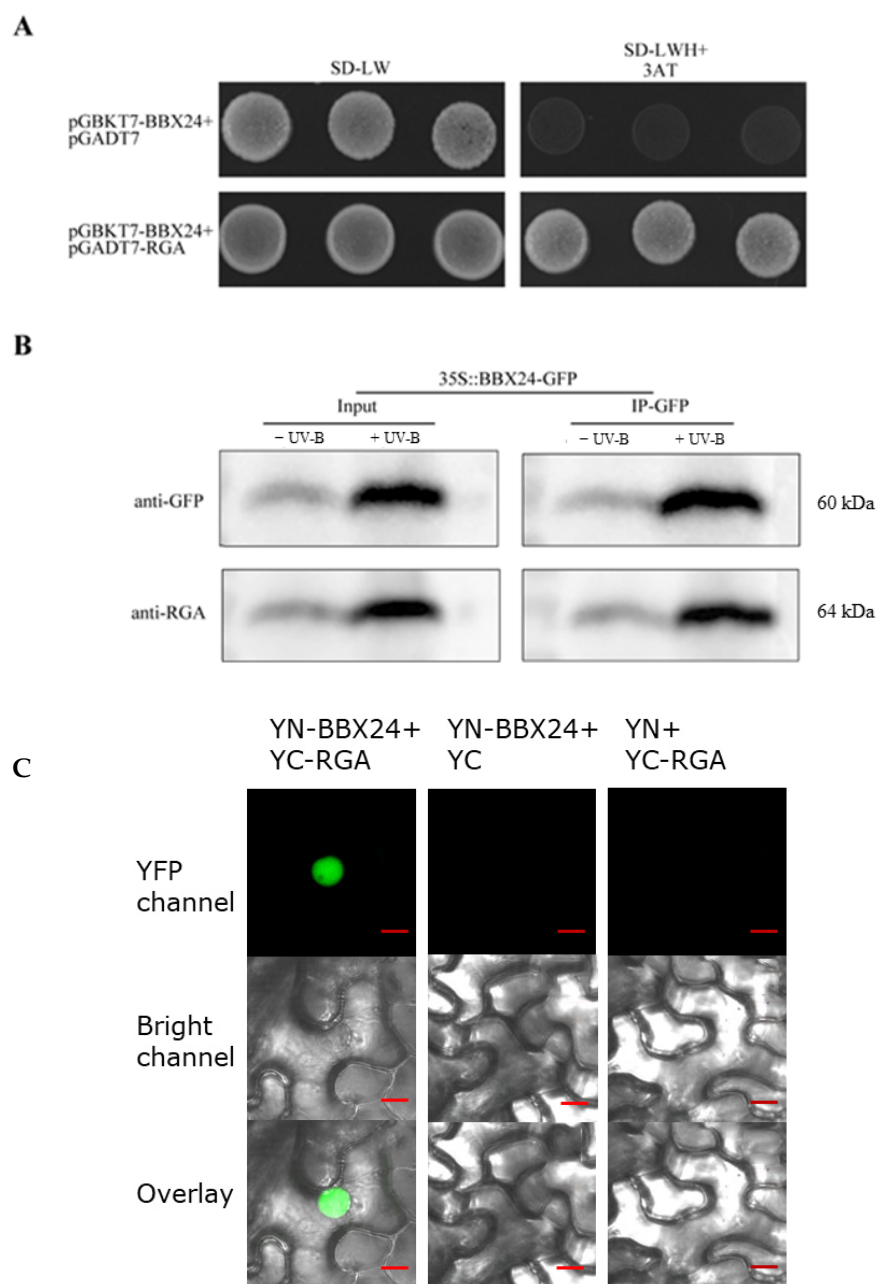 A
SD-LW
SD-LWH+
3AT
pGBKT7-BBX24+
pGADT7
pGBKT7-BBX24+
pGADT7-RGA
B
35S::BBX24-GFP
Input
IP-GFP
– UV-B
+ UV-B
– UV-B
+ UV-B
anti-GFP
60 kDa
anti-RGA
64 kDa
C
YN-BBX24+
YC-RGA
YN-BBX24+
YC
YN+
YC-RGA
YFP
channel
Bright
channel
Overlay